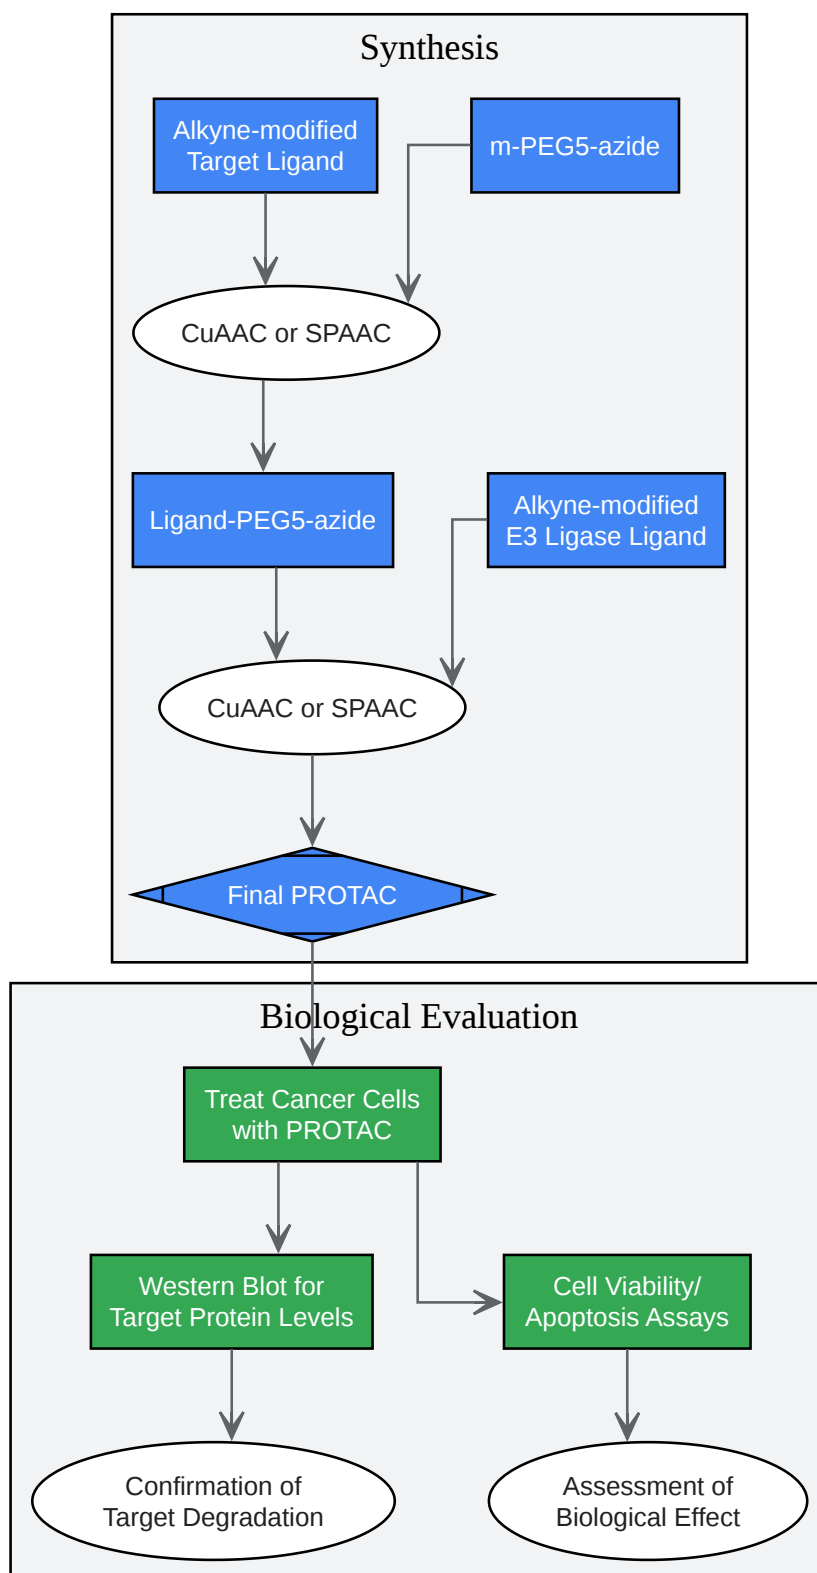 Synthesis
Alkyne-modified
Target Ligand
m-PEG5-azide
CuAAC or SPAAC
Ligand-PEG5-azide
Alkyne-modified
E3 Ligase Ligand
CuAAC or SPAAC
Final PROTAC
Biological Evaluation
Treat Cancer Cells
with PROTAC
Western Blot for
Target Protein Levels
Cell Viability/
Apoptosis Assays
Confirmation of
Target Degradation
Assessment of
Biological Effect